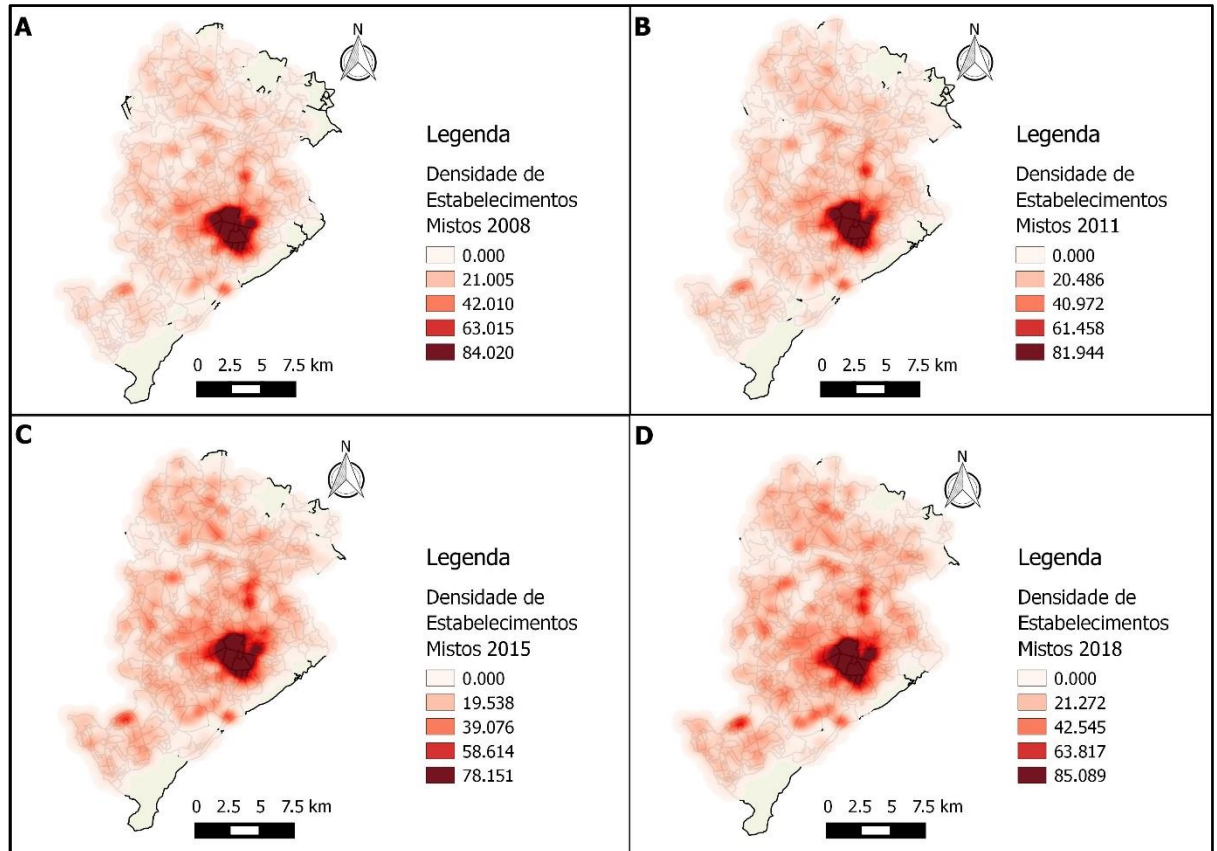 A
N
Legenda
Densidade de
Estabelecimentos
Mistos 2008
0.000
21.005
42.010
63.015
84.020
0 2.5 5 7.5 km
B
N
Legenda
Densidade de
Estabelecimentos
Mistos 2011
0.000
20.486
40.972
61.458
81.944
0 2.5 5 7.5 km
C
N
Legenda
Densidade de
Estabelecimentos
Mistos 2015
0.000
19.538
39.076
58.614
78.151
0 2.5 5 7.5 km
D
N
Legenda
Densidade de
Estabelecimentos
Mistos 2018
0.000
21.272
42.545
63.817
85.089
0 2.5 5 7.5 km